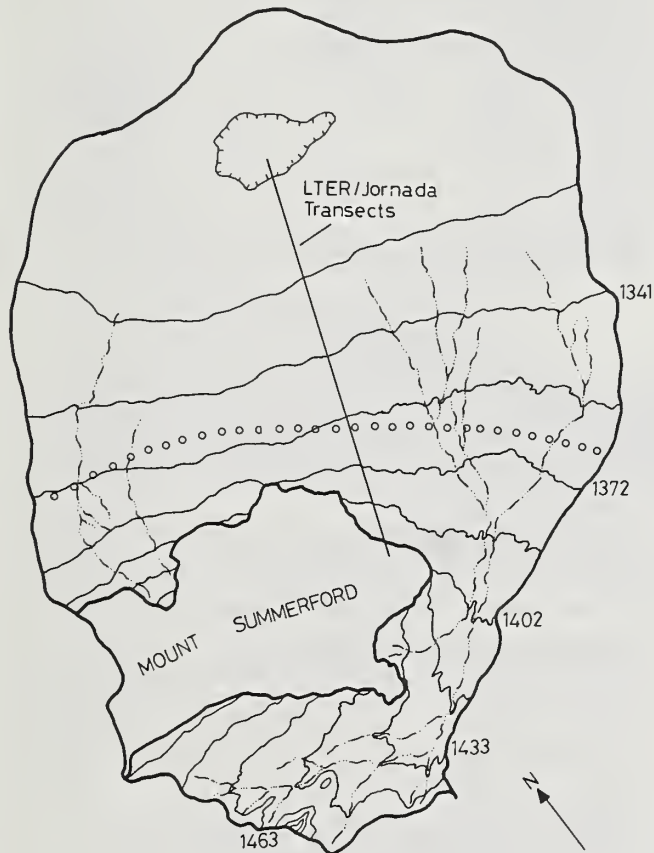 LTER/Jornada
Transects
1341
1372
MOUNT SUMMERFORD
1402
1433
N
1463